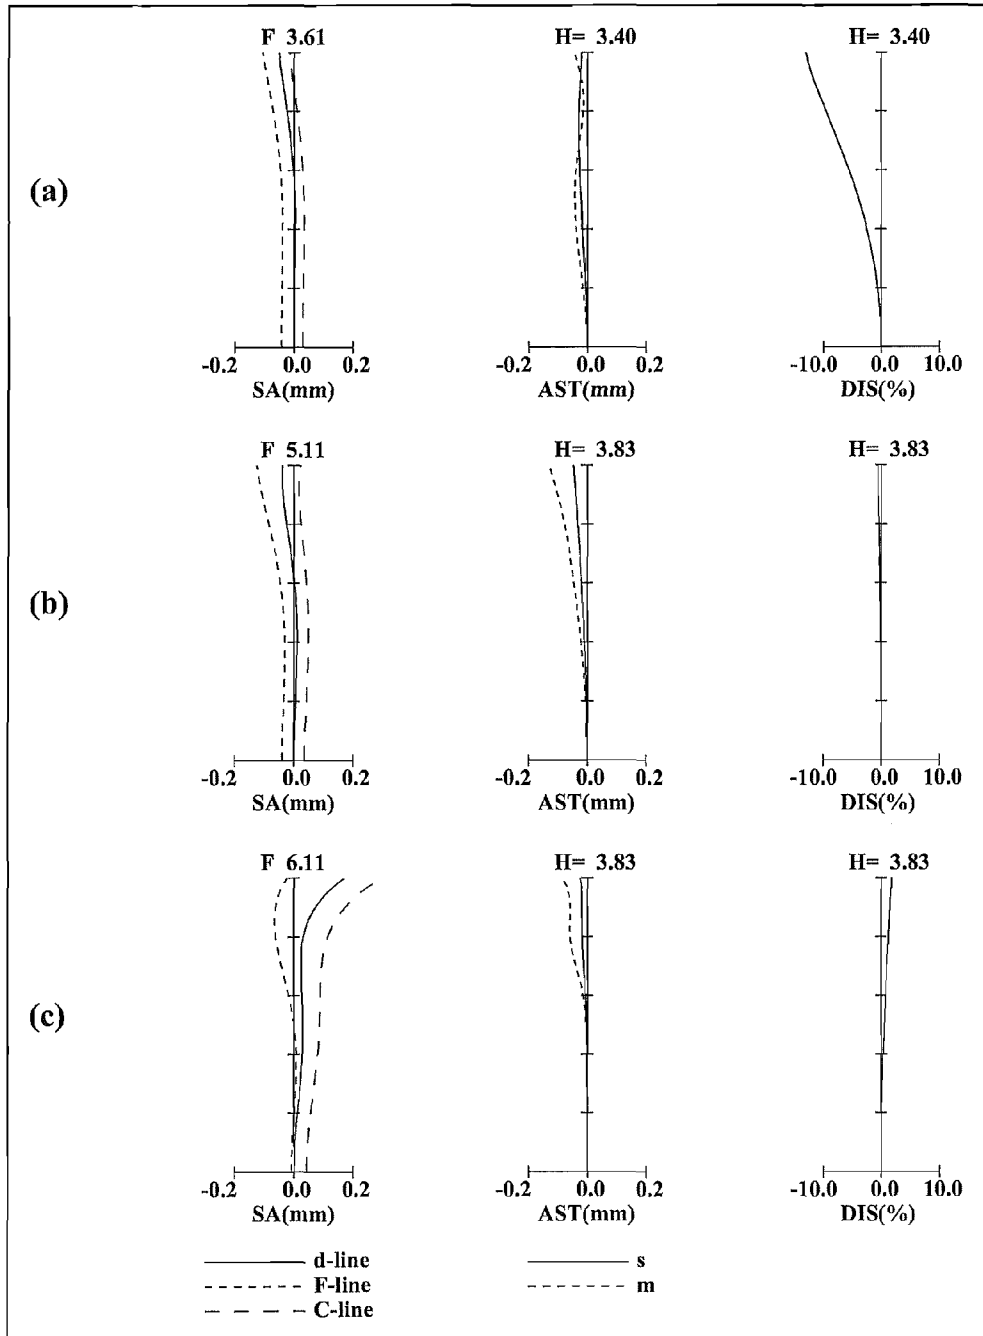 F 3.61 H= 3.40 H= 3.40
(a)
-0.2 0.0 0.2 -0.2 0.0 0.2 -10.0 0.0 10.0
SA(mm) AST(mm) DIS(%)
F 5.11 H= 3.83 H= 3.83
(b)
-0.2 0.0 0.2 -0.2 0.0 0.2 -10.0 0.0 10.0
SA(mm) AST(mm) DIS(%)
F 6.11 H= 3.83 H= 3.83
(c)
-0.2 0.0 0.2 -0.2 0.0 0.2 -10.0 0.0 10.0
SA(mm) AST(mm) DIS(%)
d-line s
F-line m
C-line